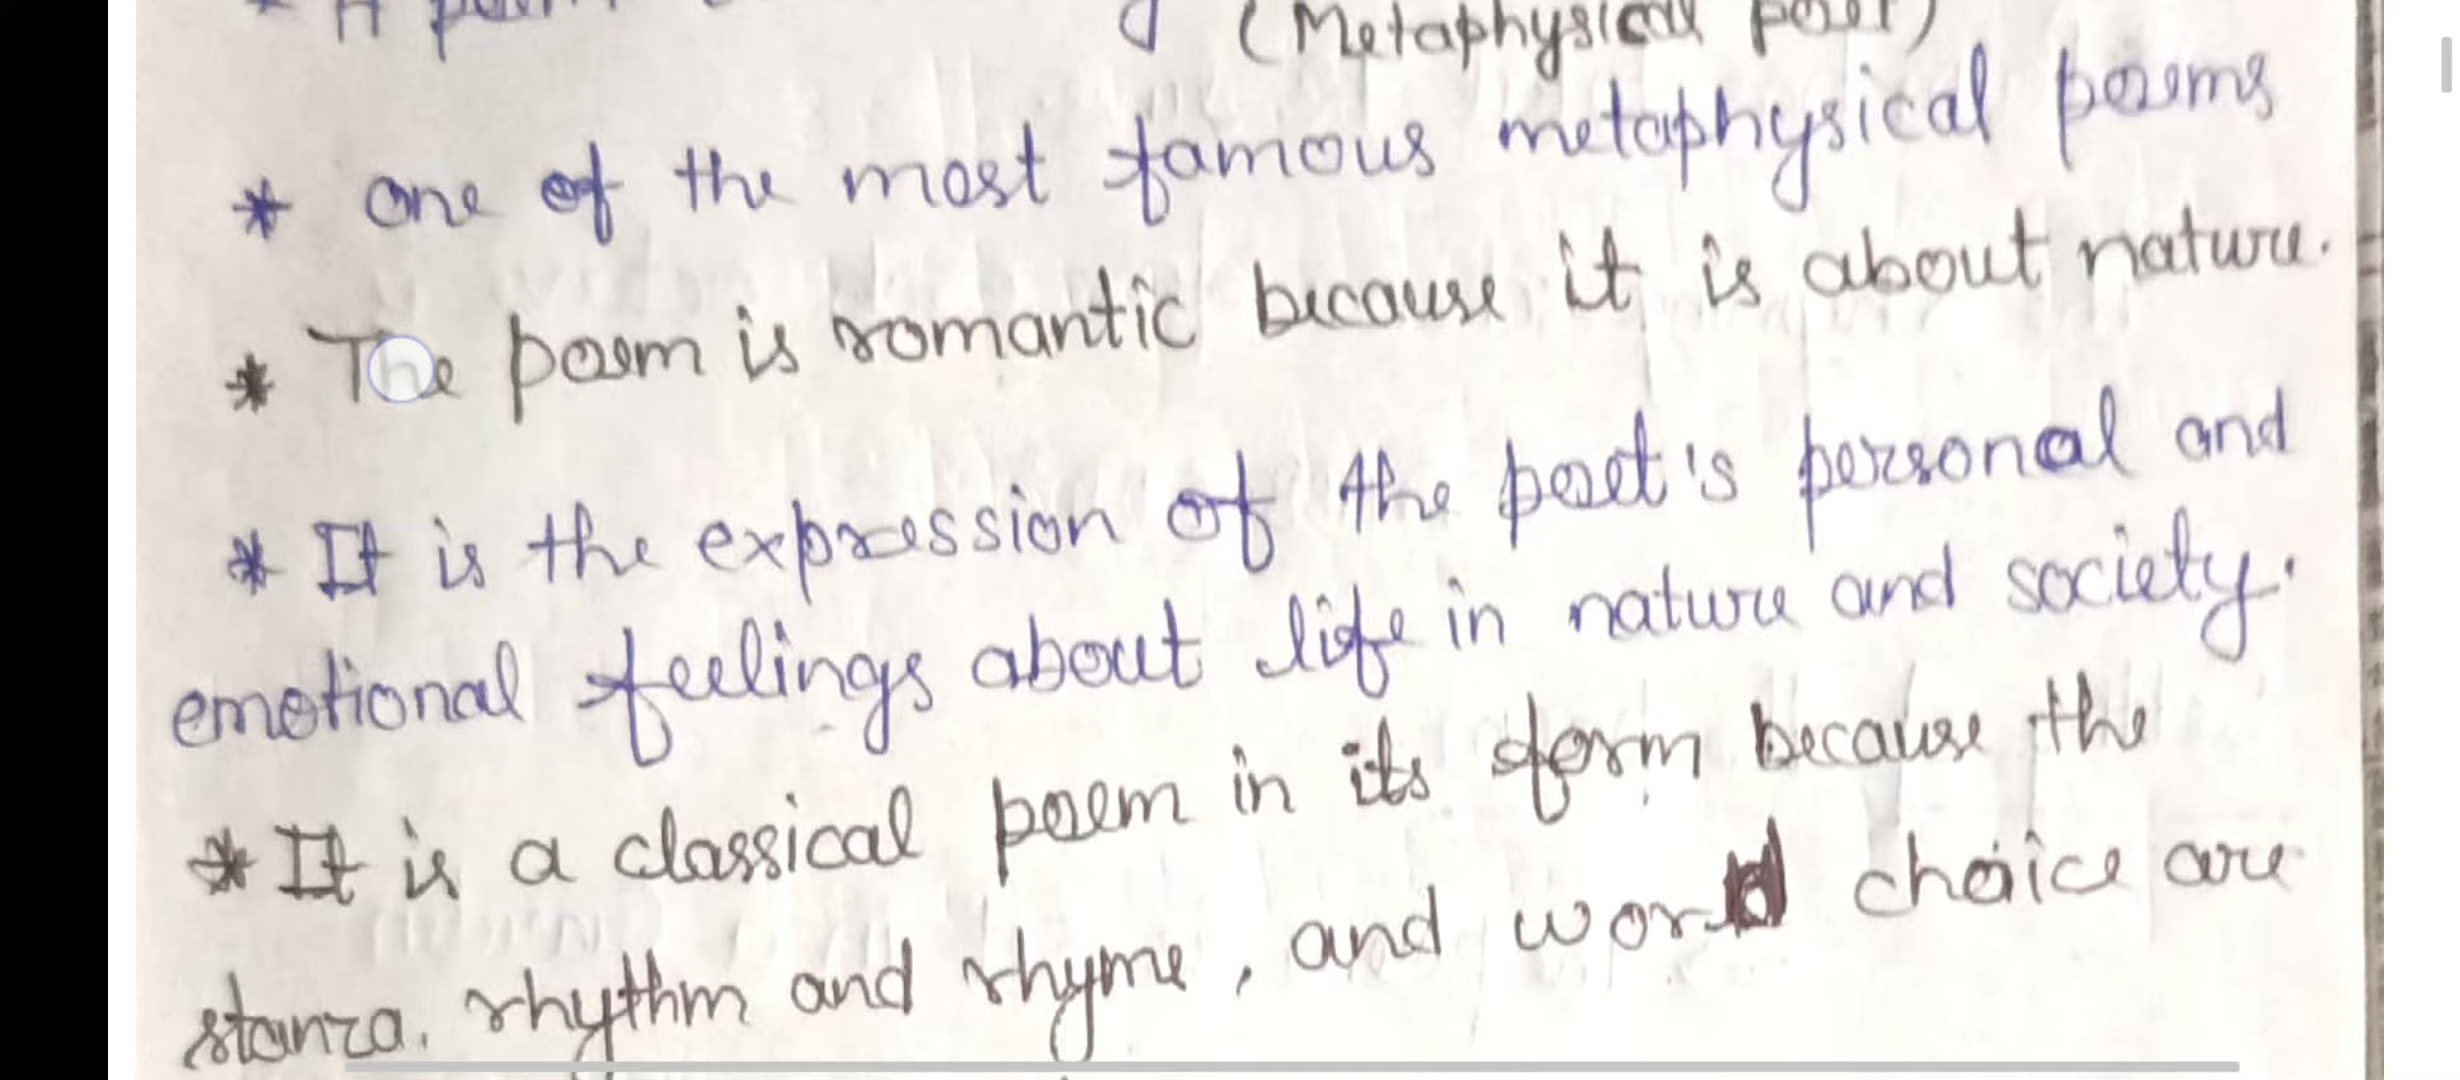 * A poem
(Metaphysical poet)
* one of the most famous metaphysical poems
* The poem is romantic because it is about nature.
* It is the expression of the poet's personal and
emotional feelings about life in nature and society.
* It is a classical poem in its form because the
stanza, rhythm and rhyme, and word choice are